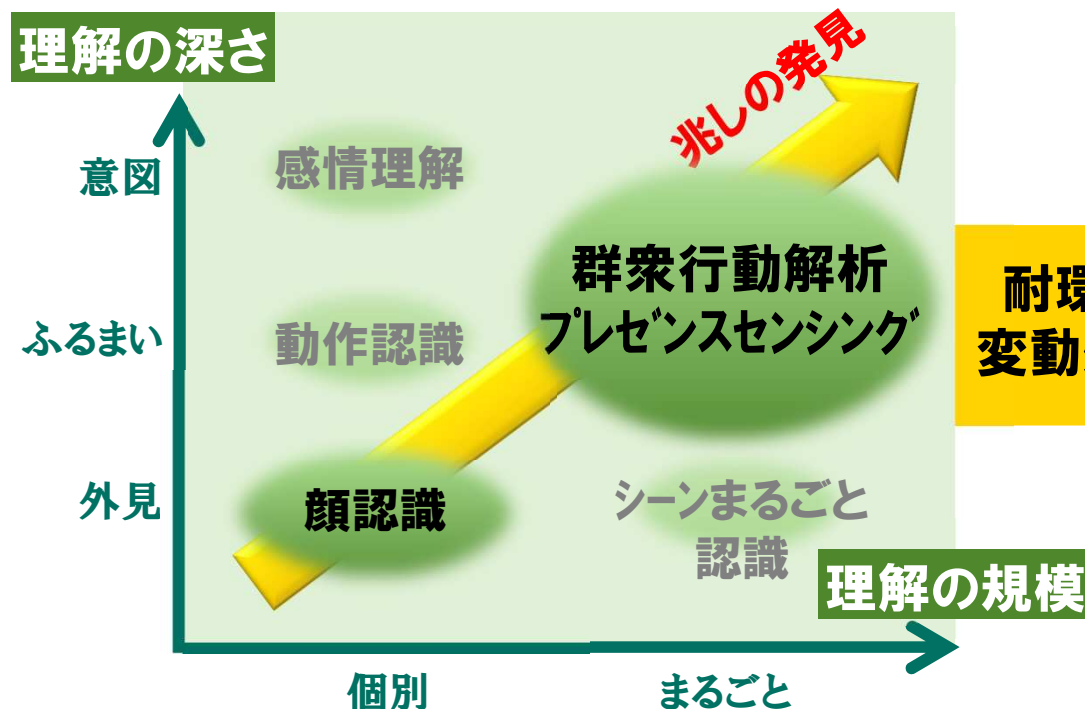 理解の深さ
兆しの発見
意図
感情理解
群衆行動解析
プレゼンスセンシング
耐環
変動
ふるまい
動作認識
外見
顔認識
シーンまるごと
認識
理解の規模
個別
まるごと